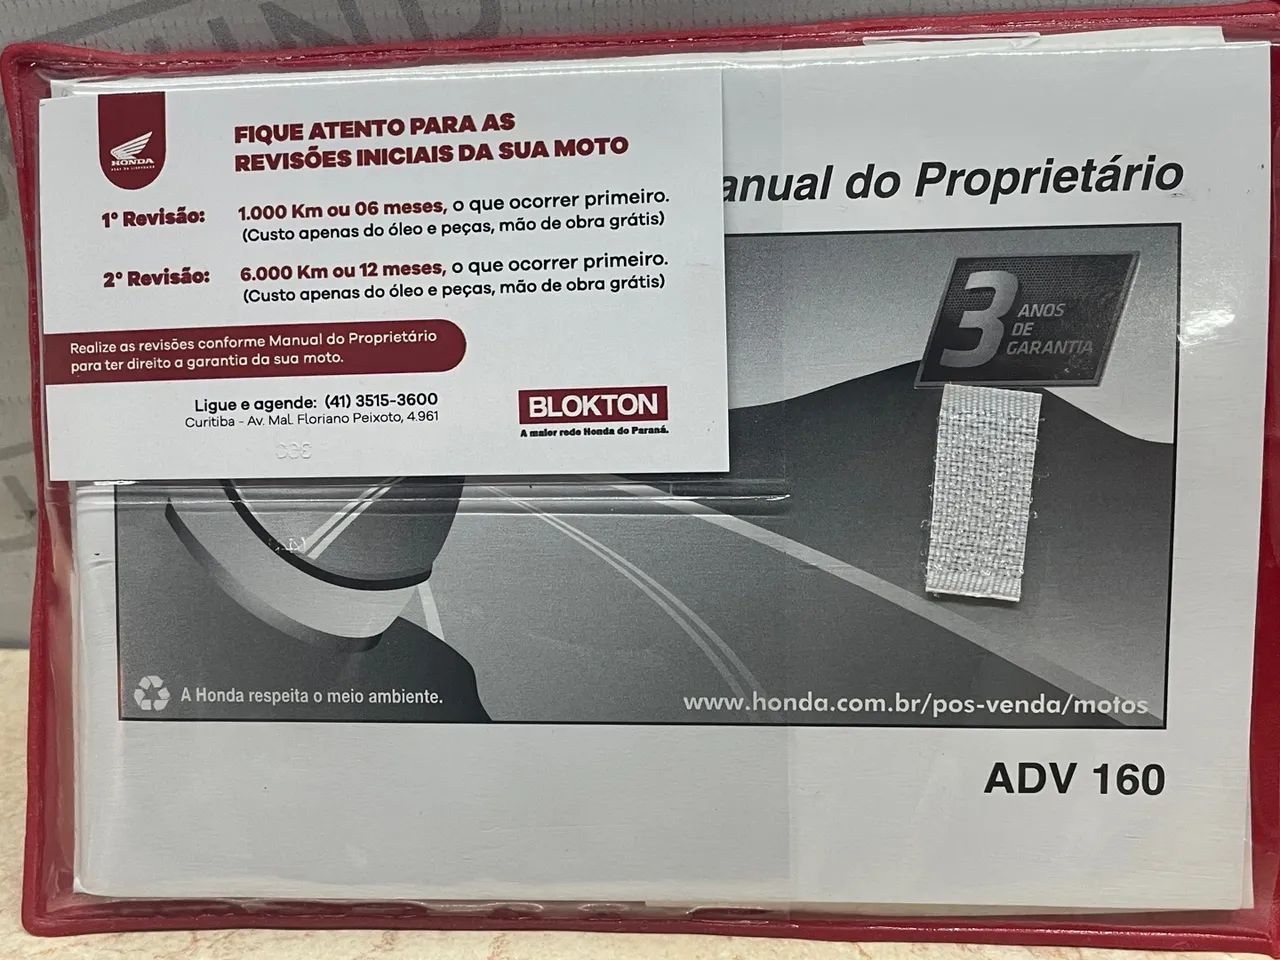 HONDA
FIQUE ATENTO PARA AS
REVISÕES INICIAIS DA SUA MOTO
1° Revisão: 1.000 Km ou 06 meses, o que ocorrer primeiro.
(Custo apenas do óleo e peças, mão de obra grátis)
2° Revisão: 6.000 Km ou 12 meses, o que ocorrer primeiro.
(Custo apenas do óleo e peças, mão de obra grátis)
Realize as revisões conforme Manual do Proprietário
para ter direito a garantia da sua moto.
Ligue e agende: (41) 3515-3600
Curitiba - Av. Mal. Floriano Peixoto, 4.961
BLOKTON
A maior rede Honda do Paraná.
anual do Proprietário
3 ANOS
DE
GARANTIA
A Honda respeita o meio ambiente.
www.honda.com.br/pos-venda/motos
ADV 160